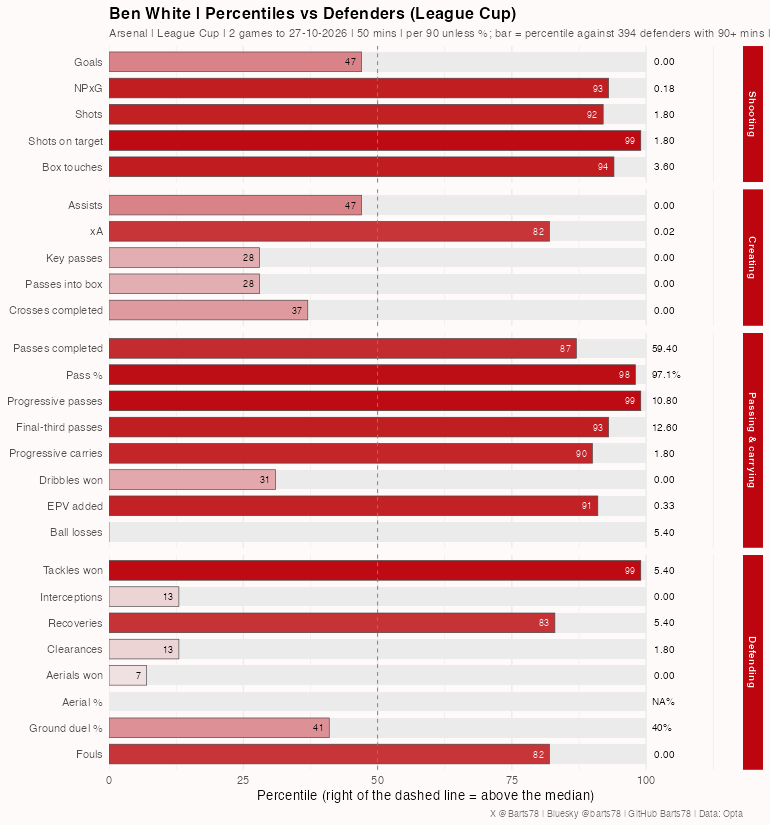 Ben White | Percentiles vs Defenders (League Cup)
Arsenal | League Cup | 2 games to 27-10-2026 | 50 mins | per 90 unless %; bar = percentile against 394 defenders with 90+ mins |
Goals 47 0.00
NPxG 93 0.18
Shots 92 1.80
Shots on target 99 1.80
Box touches 94 3.60
Shooting
Assists 47 0.00
xA 82 0.02
Key passes 28 0.00
Passes into box 28 0.00
Crosses completed 37 0.00
Creating
Passes completed 87 59.40
Pass % 98 97.1%
Progressive passes 99 10.80
Final-third passes 93 12.60
Progressive carries 90 1.80
Dribbles won 31 0.00
EPV added 91 0.33
Ball losses 5.40
Passing & carrying
Tackles won 99 5.40
Interceptions 13 0.00
Recoveries 83 5.40
Clearances 13 1.80
Aerials won 7 0.00
Aerial % NA%
Ground duel % 41 40%
Fouls 82 0.00
Defending
0 25 50 75 100
Percentile (right of the dashed line = above the median)
X @Barts78 | Bluesky @barts78 | GitHub Barts78 | Data: Opta